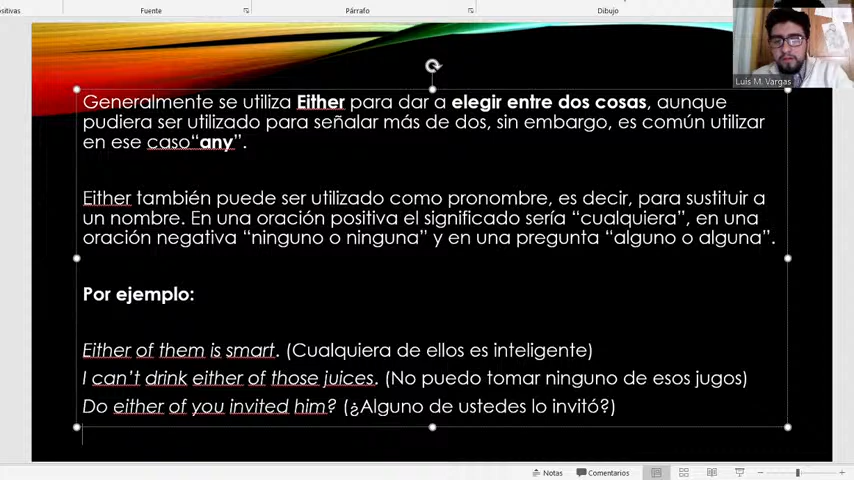 ositivas
Fuente
Párrafo
Dibujo
Luis M. Vargas
Generalmente se utiliza Either para dar a elegir entre dos cosas, aunque
pudiera ser utilizado para señalar más de dos, sin embargo, es común utilizar
en ese caso“any”.
Either también puede ser utilizado como pronombre, es decir, para sustituir a
un nombre. En una oración positiva el significado sería “cualquiera”, en una
oración negativa “ninguno o ninguna” y en una pregunta “alguno o alguna”.
Por ejemplo:
Either of them is smart. (Cualquiera de ellos es inteligente)
I can’t drink either of those juices. (No puedo tomar ninguno de esos jugos)
Do either of you invited him? (¿Alguno de ustedes lo invitó?)
Notas
Comentarios